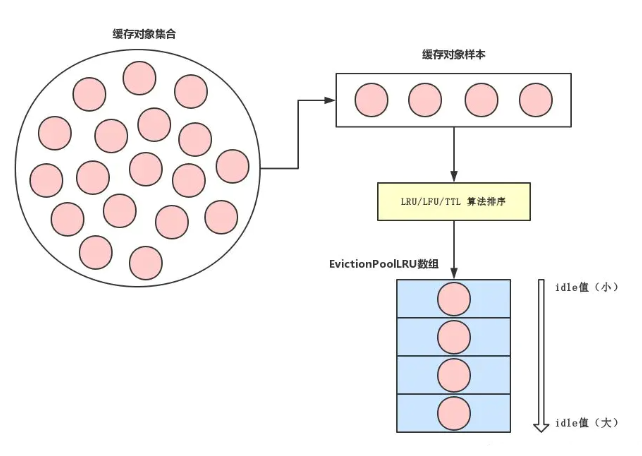 缓存对象集合
缓存对象样本
LRU/LFU/TTL 算法排序
EvictionPoolLRU数组
idle值（小）
idle值（大）